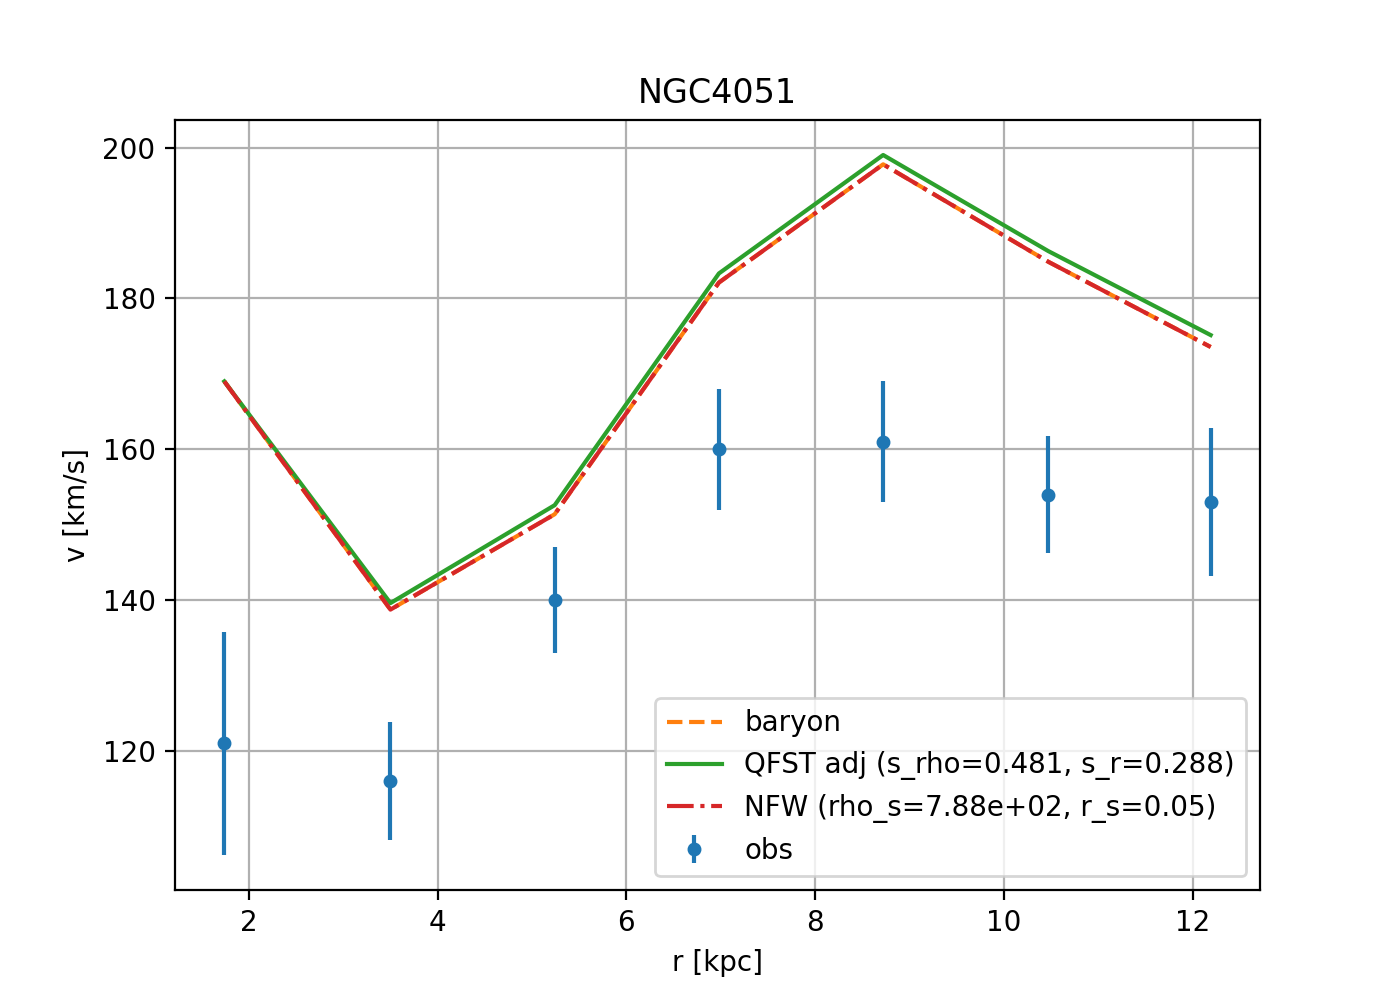 NGC4051
200
180
160
140
120
v [km/s]
baryon
QFST adj (s_rho=0.481, s_r=0.288)
NFW (rho_s=7.88e+02, r_s=0.05)
obs
2 4 6 8 10 12
r [kpc]